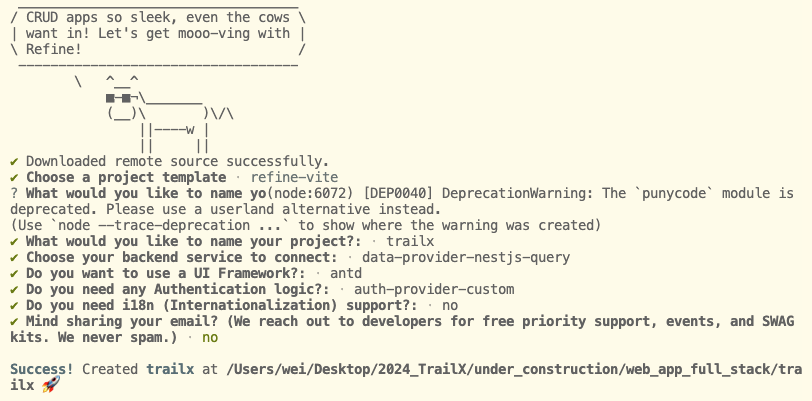 / CRUD apps so sleek, even the cows \
| want in! Let's get mooo-ving with |
\ Refine! /
----------------------------------
\ ^__^
■-■¬\_______
(__)\ )\/\
||----w |
|| ||
✔ Downloaded remote source successfully.
✔ Choose a project template · refine-vite
? What would you like to name yo(node:6072) [DEP0040] DeprecationWarning: The `punycode` module is
deprecated. Please use a userland alternative instead.
(Use `node --trace-deprecation ...` to show where the warning was created)
✔ What would you like to name your project?: · trailx
✔ Choose your backend service to connect: · data-provider-nestjs-query
✔ Do you want to use a UI Framework?: · antd
✔ Do you need any Authentication logic?: · auth-provider-custom
✔ Do you need i18n (Internationalization) support?: · no
✔ Mind sharing your email? (We reach out to developers for free priority support, events, and SWAG
kits. We never spam.) · no
Success! Created trailx at /Users/wei/Desktop/2024_TrailX/under_construction/web_app_full_stack/tra
ilx 🚀